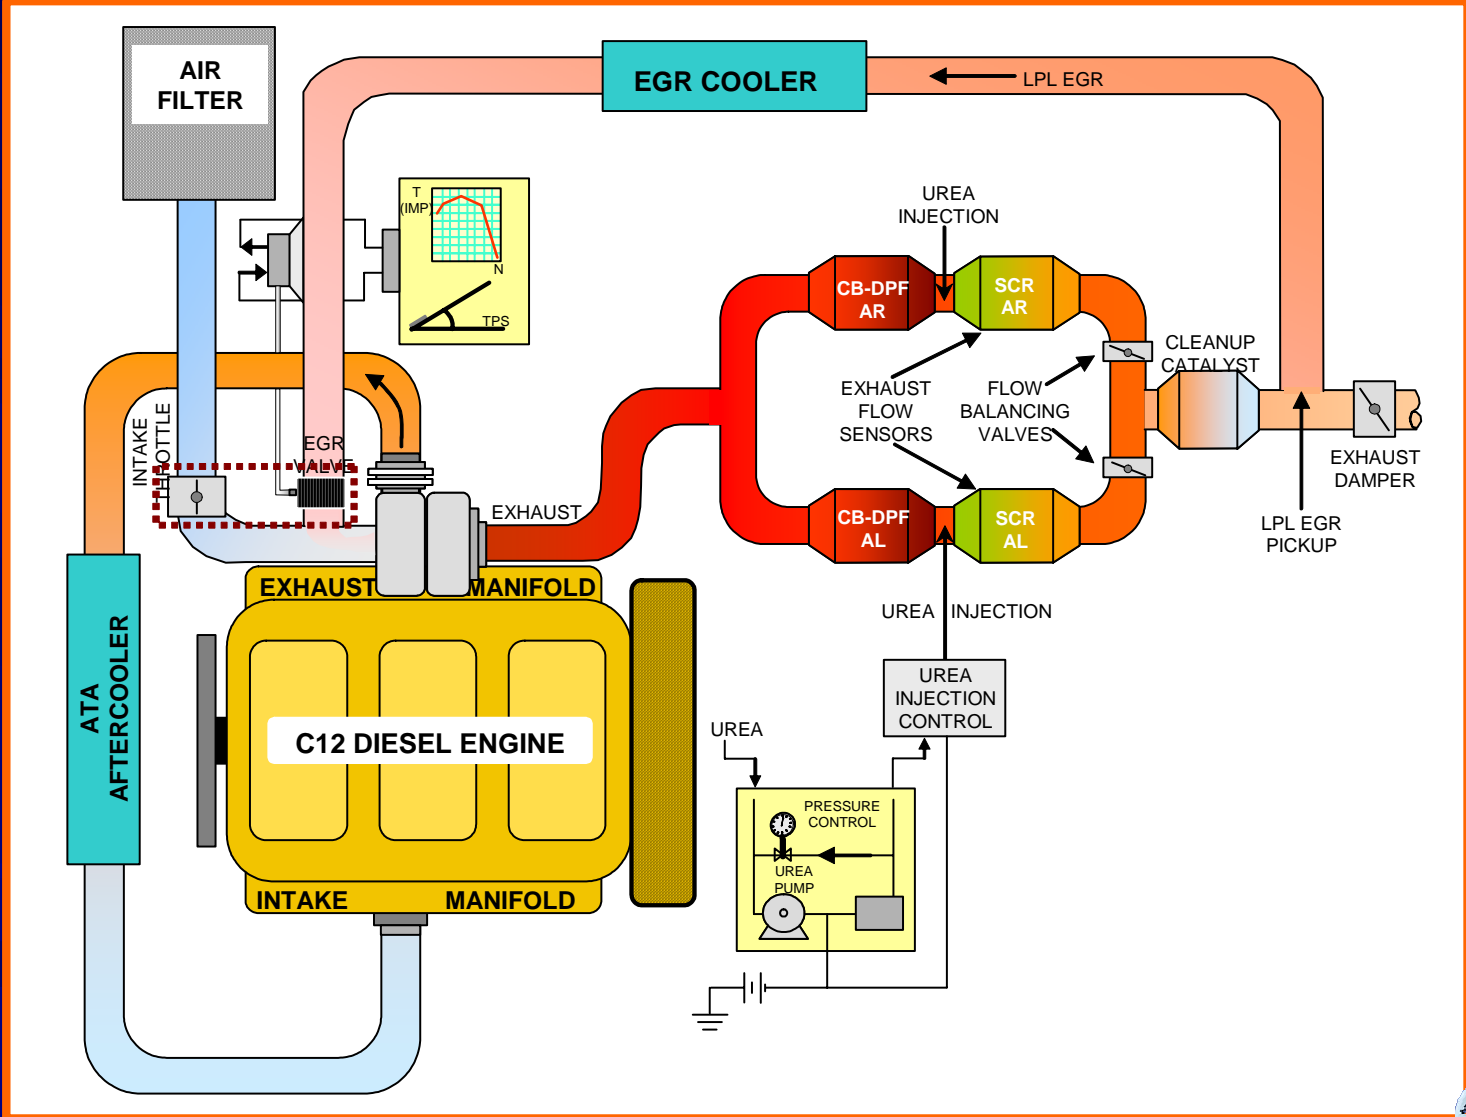 AIR
FILTER
EGR COOLER
LPL EGR
T
(IMP)
N
TPS
UREA
INJECTION
CB-DPF
AR
SCR
AR
EXHAUST
FLOW
SENSORS
FLOW
BALANCING
VALVES
CLEANUP
CATALYST
EXHAUST
DAMPER
LPL EGR
PICKUP
INTAKE
THROTTLE
EGR
VALVE
EXHAUST
CB-DPF
AL
SCR
AL
UREA INJECTION
EXHAUST MANIFOLD
ATA
AFTERCOOLER
C12 DIESEL ENGINE
INTAKE MANIFOLD
UREA
INJECTION
CONTROL
UREA
PRESSURE
CONTROL
UREA
PUMP